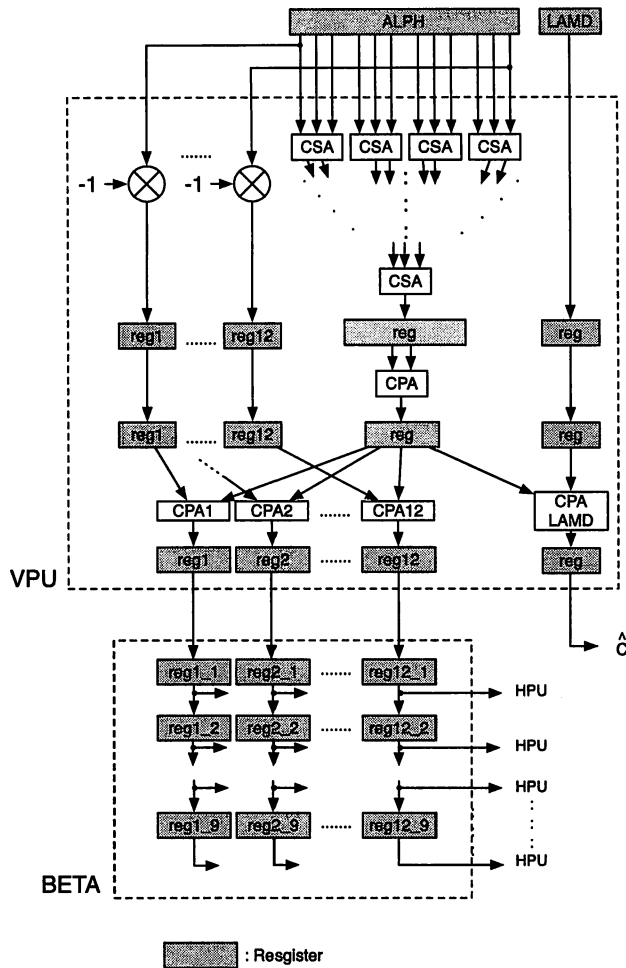 ALPH LAMD
CSA CSA CSA CSA
-1 ........ -1
CSA
reg1 ....... reg12 reg reg
CPA
reg1 ....... reg12 reg reg
CPA1 CPA2 ....... CPA12 CPA LAMD
reg1 reg2 ....... reg12 reg
VPU
Ĉ
reg1_1 reg2_1 ....... reg12_1
HPU
reg1_2 reg2_2 ....... reg12_2
HPU
HPU
reg1_9 reg2_9 ....... reg12_9
HPU
BETA
: Resgister